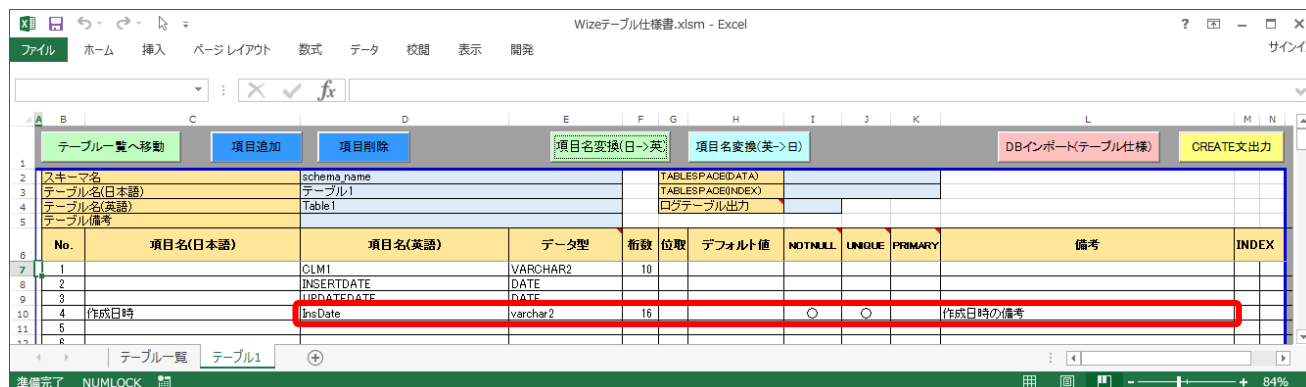 Wizeテーブル仕様書.xlsm - Excel
ファイル ホーム 挿入 ページ レイアウト 数式 データ 校閲 表示 開発 サインイ
fx
A B C D E F G H I J K L M N
1 テーブル一覧へ移動 項目追加 項目削除 項目名変換(日->英) 項目名変換(英->日) DBインポート(テーブル仕様) CREATE文出力
2 スキーマ名 schema_name TABLESPACE(DATA)
3 テーブル名(日本語) テーブル1 TABLESPACE(INDEX)
4 テーブル名(英語) Table1 ログテーブル出力
5 テーブル備考
6 No. 項目名(日本語) 項目名(英語) データ型 桁数 位取 デフォルト値 NOTNULL UNIQUE PRIMARY 備考 INDEX
7 1 CLM1 VARCHAR2 10
8 2 INSERTDATE DATE
9 3 UPDATEDATE DATE
10 4 作成日時 InsDate varchar2 16 ○ ○ 作成日時の備考
11 5
12 6
テーブル一覧 テーブル1
準備完了 NUMLOCK 84%